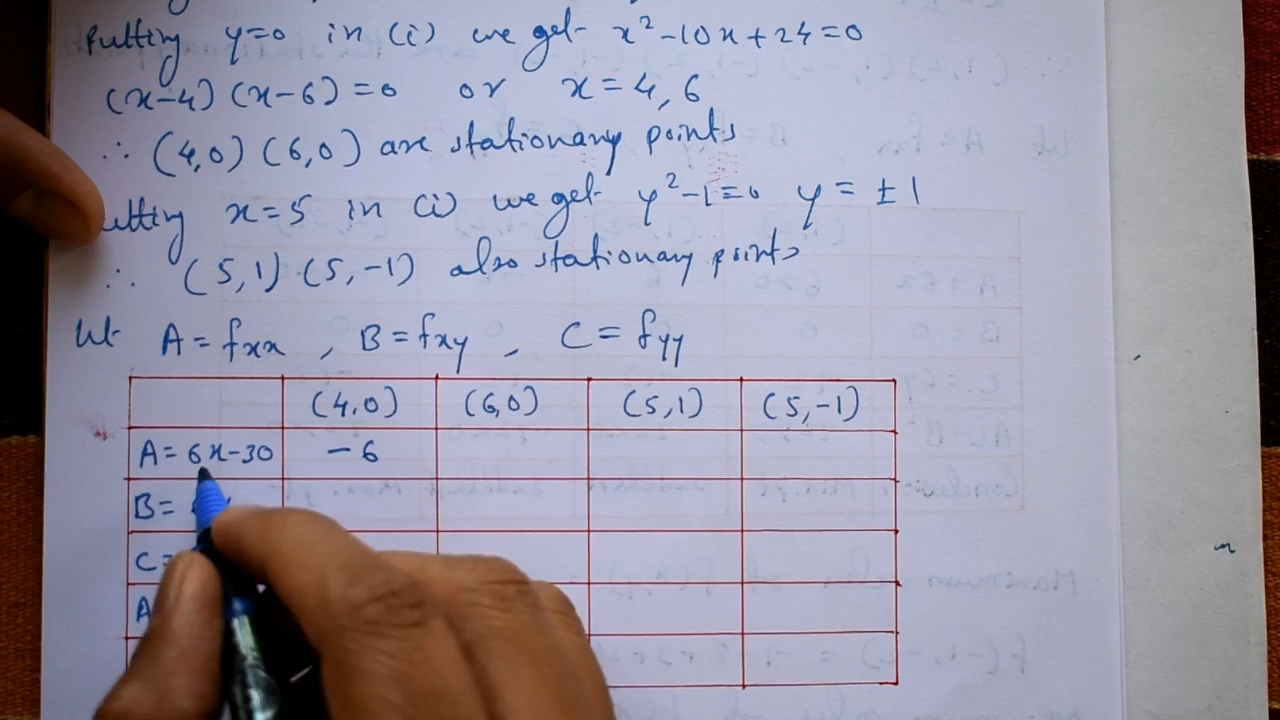 Putting y=0 in (i) we get x²-10x+24=0
(x-4) (x-6)=0 or x=4,6
∴ (4,0) (6,0) are stationary points
utting x=5 in (i) we get y²-1=0 y=±1
∴ (5,1) (5,-1) also stationary points
Let A=fxx , B=fxy , C=fyy
(4,0) (6,0) (5,1) (5,-1)
A=6x-30 -6
B=
C=
A